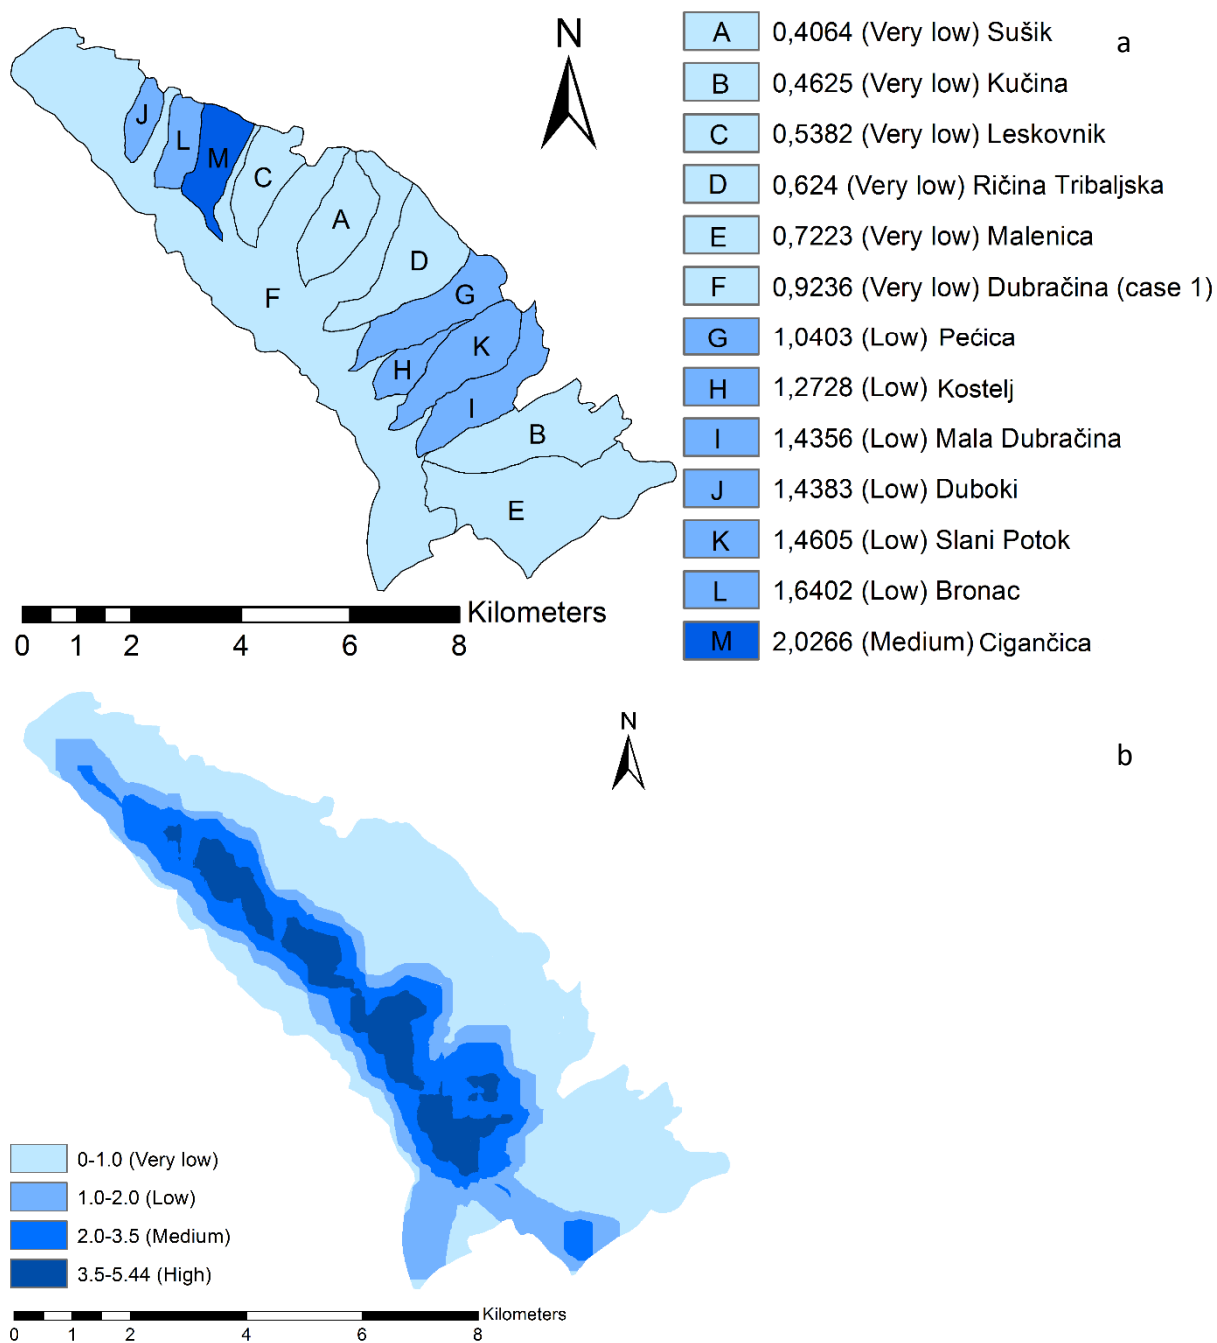 N
a
A 0,4064 (Very low) Sušik
B 0,4625 (Very low) Kučina
C 0,5382 (Very low) Leskovnik
D 0,624 (Very low) Ričina Tribaljska
E 0,7223 (Very low) Malenica
F 0,9236 (Very low) Dubračina (case 1)
G 1,0403 (Low) Pećica
H 1,2728 (Low) Kostelj
I 1,4356 (Low) Mala Dubračina
J 1,4383 (Low) Duboki
K 1,4605 (Low) Slani Potok
L 1,6402 (Low) Bronac
M 2,0266 (Medium) Cigančica
J
L
M
C
A
D
F
G
K
H
I
B
E
Kilometers
0 1 2 4 6 8
N
b
0-1.0 (Very low)
1.0-2.0 (Low)
2.0-3.5 (Medium)
3.5-5.44 (High)
Kilometers
0 1 2 4 6 8